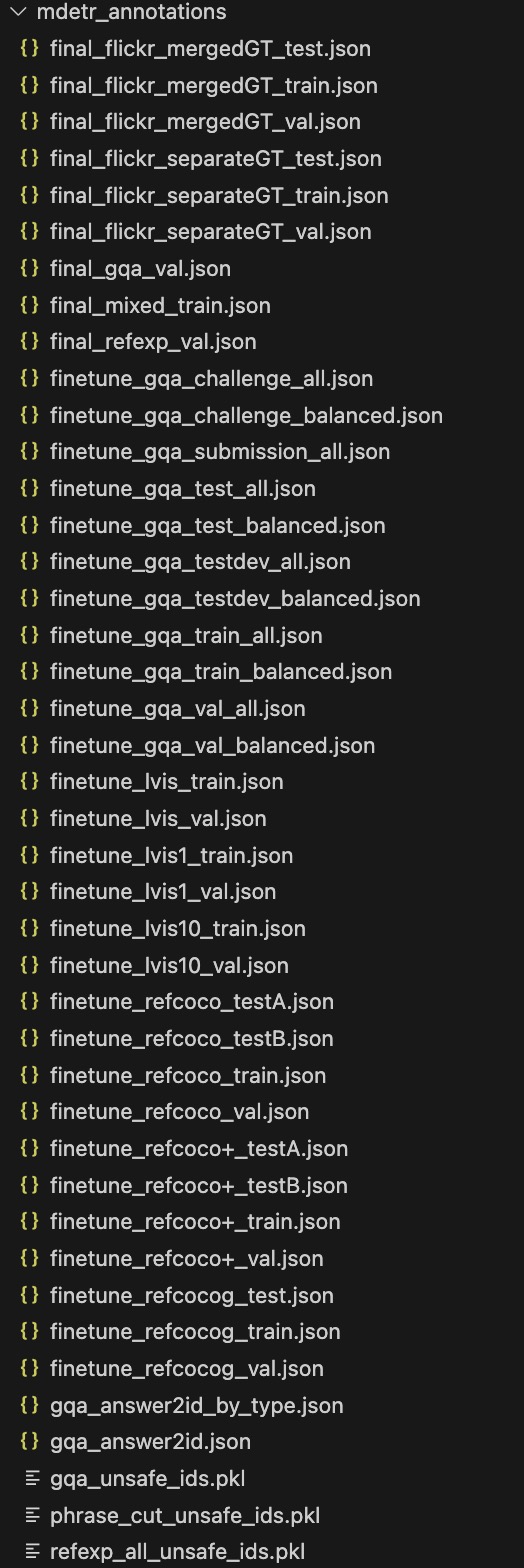 mdetr_annotations
final_flickr_mergedGT_test.json
final_flickr_mergedGT_train.json
final_flickr_mergedGT_val.json
final_flickr_separateGT_test.json
final_flickr_separateGT_train.json
final_flickr_separateGT_val.json
final_gqa_val.json
final_mixed_train.json
final_refexp_val.json
finetune_gqa_challenge_all.json
finetune_gqa_challenge_balanced.json
finetune_gqa_submission_all.json
finetune_gqa_test_all.json
finetune_gqa_test_balanced.json
finetune_gqa_testdev_all.json
finetune_gqa_testdev_balanced.json
finetune_gqa_train_all.json
finetune_gqa_train_balanced.json
finetune_gqa_val_all.json
finetune_gqa_val_balanced.json
finetune_lvis_train.json
finetune_lvis_val.json
finetune_lvis1_train.json
finetune_lvis1_val.json
finetune_lvis10_train.json
finetune_lvis10_val.json
finetune_refcoco_testA.json
finetune_refcoco_testB.json
finetune_refcoco_train.json
finetune_refcoco_val.json
finetune_refcoco+_testA.json
finetune_refcoco+_testB.json
finetune_refcoco+_train.json
finetune_refcoco+_val.json
finetune_refcocog_test.json
finetune_refcocog_train.json
finetune_refcocog_val.json
gqa_answer2id_by_type.json
gqa_answer2id.json
gqa_unsafe_ids.pkl
phrase_cut_unsafe_ids.pkl
refexp_all_unsafe_ids.pkl